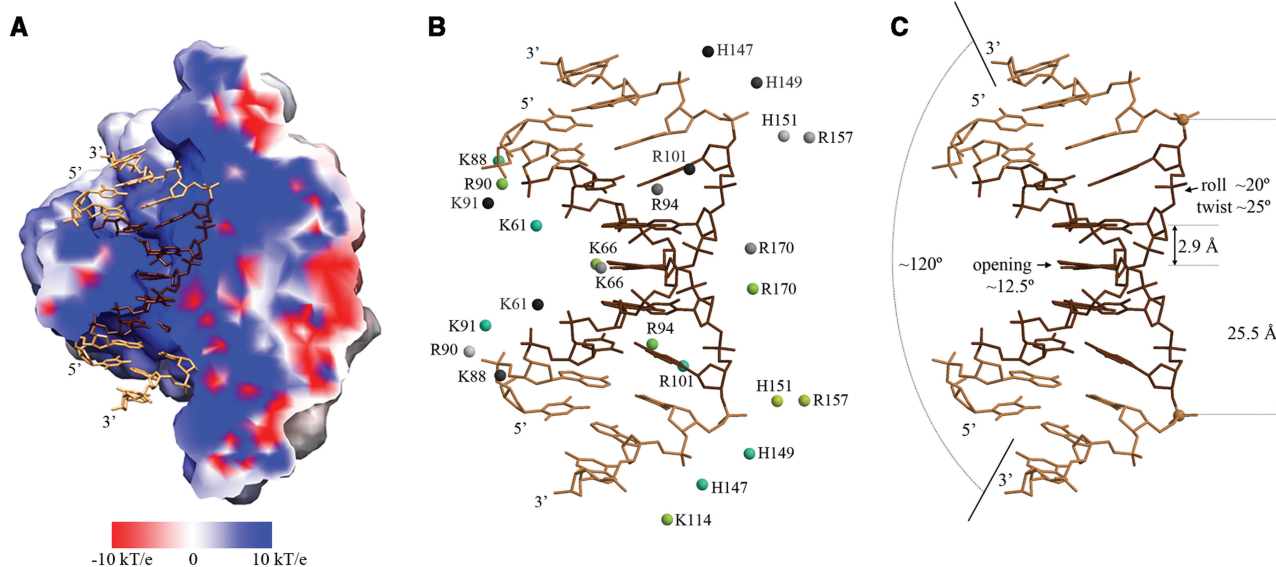 A
3’
5’
5’
3’
-10 kT/e 0 10 kT/e
B
3’
5’
H147
H149
H151
R157
K88
R101
R90
R94
K91
K61
K66
K66
R170
R170
K61
K91
R94
R90
R101
K88
H151
R157
5’
H149
3’
H147
K114
C
3’
5’
roll ~20º
twist ~25º
2.9 Å
opening
~12.5º
~120º
25.5 Å
5’
3’